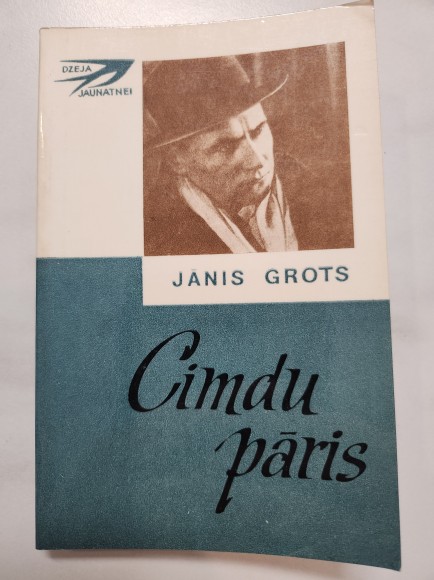 DZEJA
JAUNATNEI
JĀNIS GROTS
Cimdu
pāris